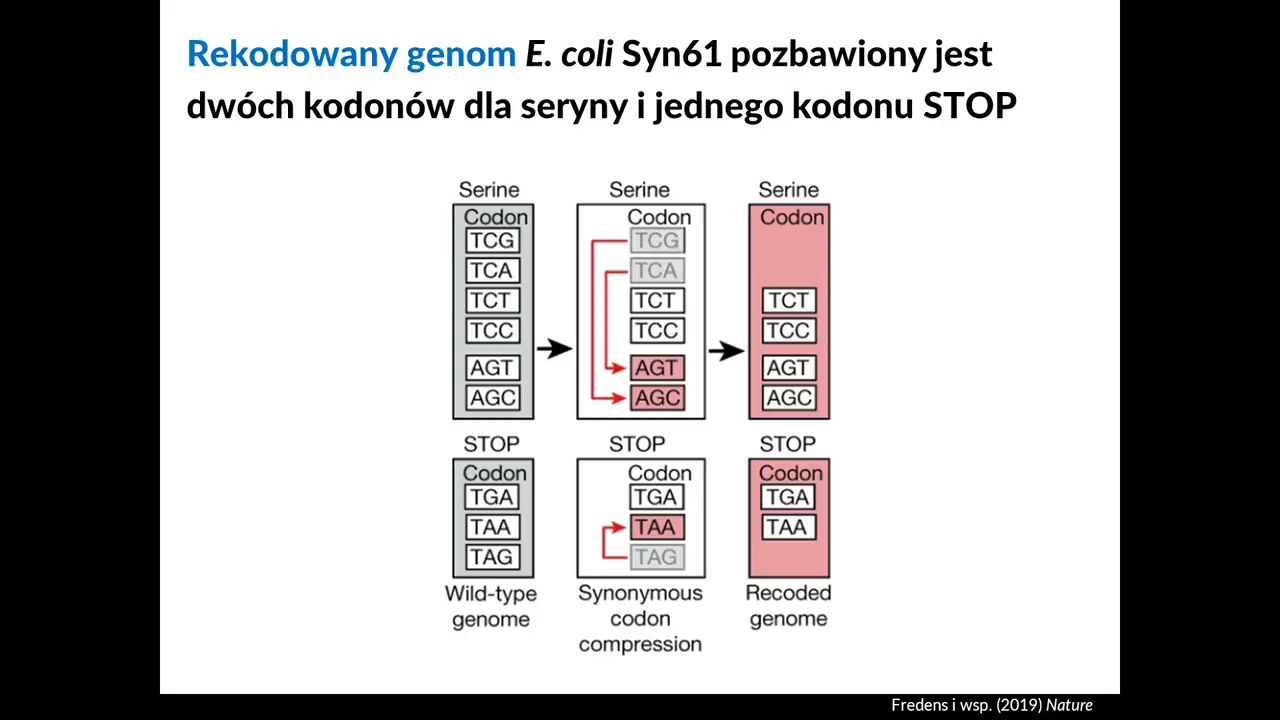 Rekodowany genom E. coli Syn61 pozbawiony jest
dwóch kodonów dla seryny i jednego kodonu STOP
Serine
Codon
TCG
TCA
TCT
TCC
AGT
AGC
Serine
Codon
TCG
TCA
TCT
TCC
AGT
AGC
Serine
Codon
TCT
TCC
AGT
AGC
STOP
Codon
TGA
TAA
TAG
Wild-type
genome
STOP
Codon
TGA
TAA
TAG
Synonymous
codon
compression
STOP
Codon
TGA
TAA
Recoded
genome
Fredens i wsp. (2019) Nature